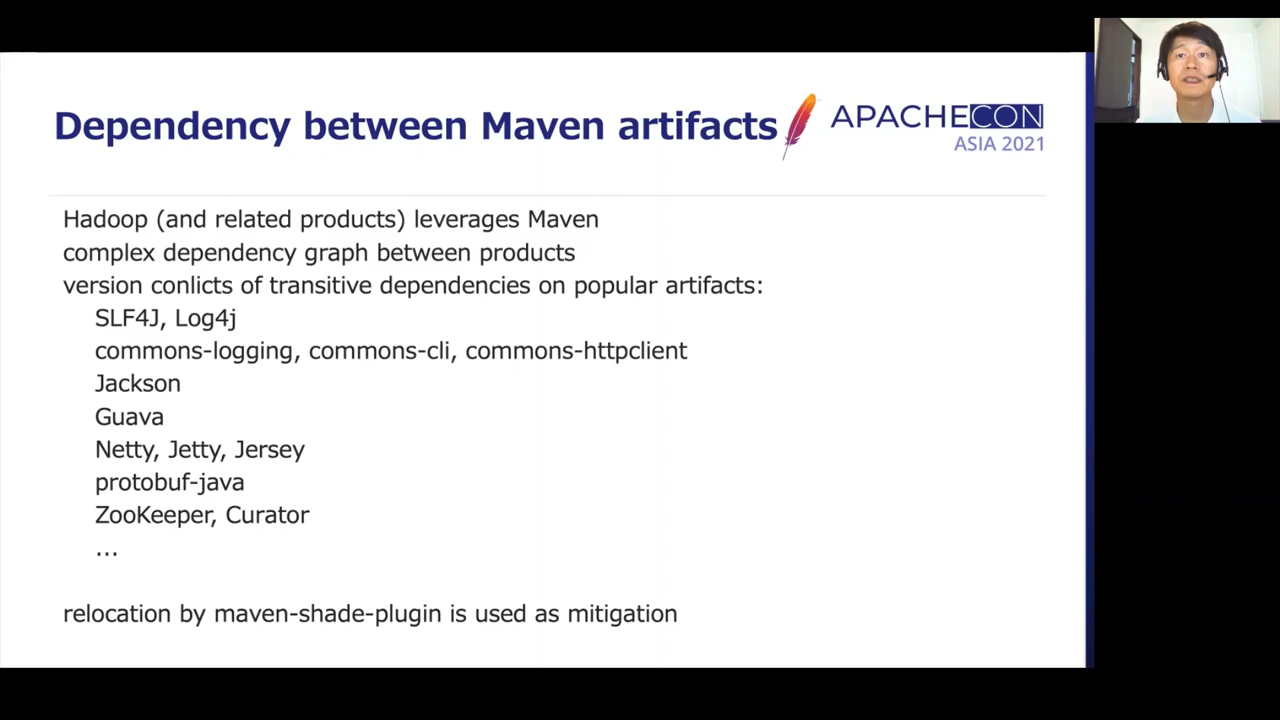 Dependency between Maven artifacts
APACHECON
ASIA 2021
Hadoop (and related products) leverages Maven
complex dependency graph between products
version conlicts of transitive dependencies on popular artifacts:
SLF4J, Log4j
commons-logging, commons-cli, commons-httpclient
Jackson
Guava
Netty, Jetty, Jersey
protobuf-java
ZooKeeper, Curator
...
relocation by maven-shade-plugin is used as mitigation